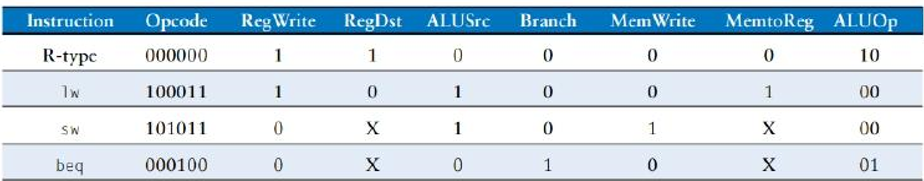 Instruction Opcode RegWrite RegDst ALUSrc Branch MemWrite MemtoReg ALUOp
R-type 000000 1 1 0 0 0 0 10
lw 100011 1 0 1 0 0 1 00
sw 101011 0 X 1 0 1 X 00
beq 000100 0 X 0 1 0 X 01